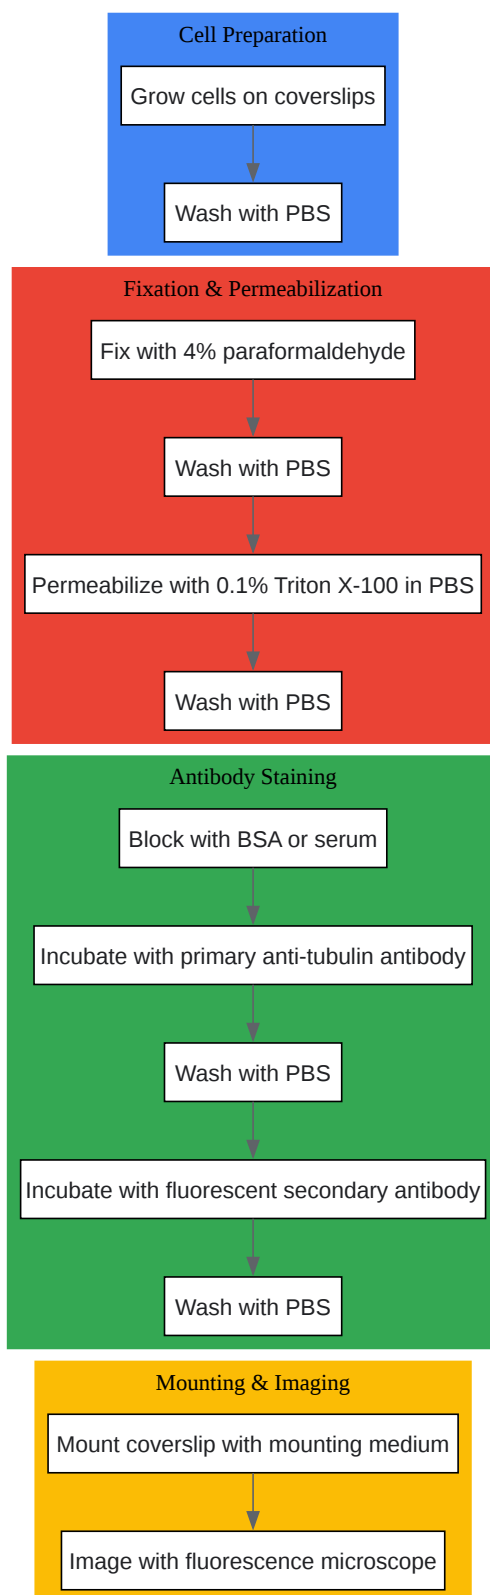 Cell Preparation
Grow cells on coverslips
Wash with PBS
Fixation & Permeabilization
Fix with 4% paraformaldehyde
Wash with PBS
Permeabilize with 0.1% Triton X-100 in PBS
Wash with PBS
Antibody Staining
Block with BSA or serum
Incubate with primary anti-tubulin antibody
Wash with PBS
Incubate with fluorescent secondary antibody
Wash with PBS
Mounting & Imaging
Mount coverslip with mounting medium
Image with fluorescence microscope